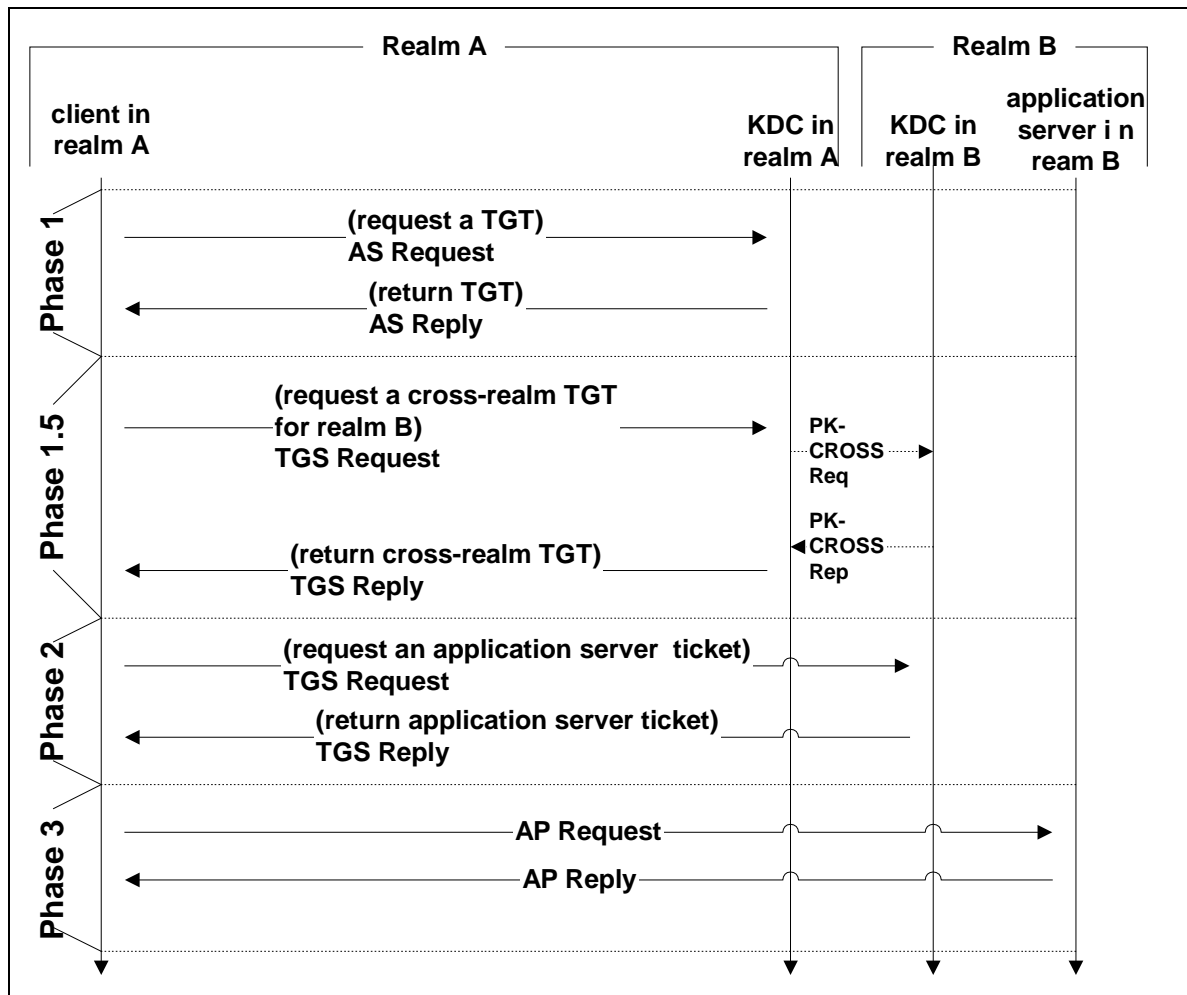 Realm A
Realm B
client in
realm A
KDC in
realm A
KDC in
realm B
application
server i n
ream B
Phase 1
(request a TGT)
AS Request
(return TGT)
AS Reply
Phase 1.5
(request a cross-realm TGT
for realm B)
TGS Request
PK-
CROSS
Req
(return cross-realm TGT)
TGS Reply
PK-
CROSS
Rep
Phase 2
(request an application server ticket)
TGS Request
(return application server ticket)
TGS Reply
Phase 3
AP Request
AP Reply